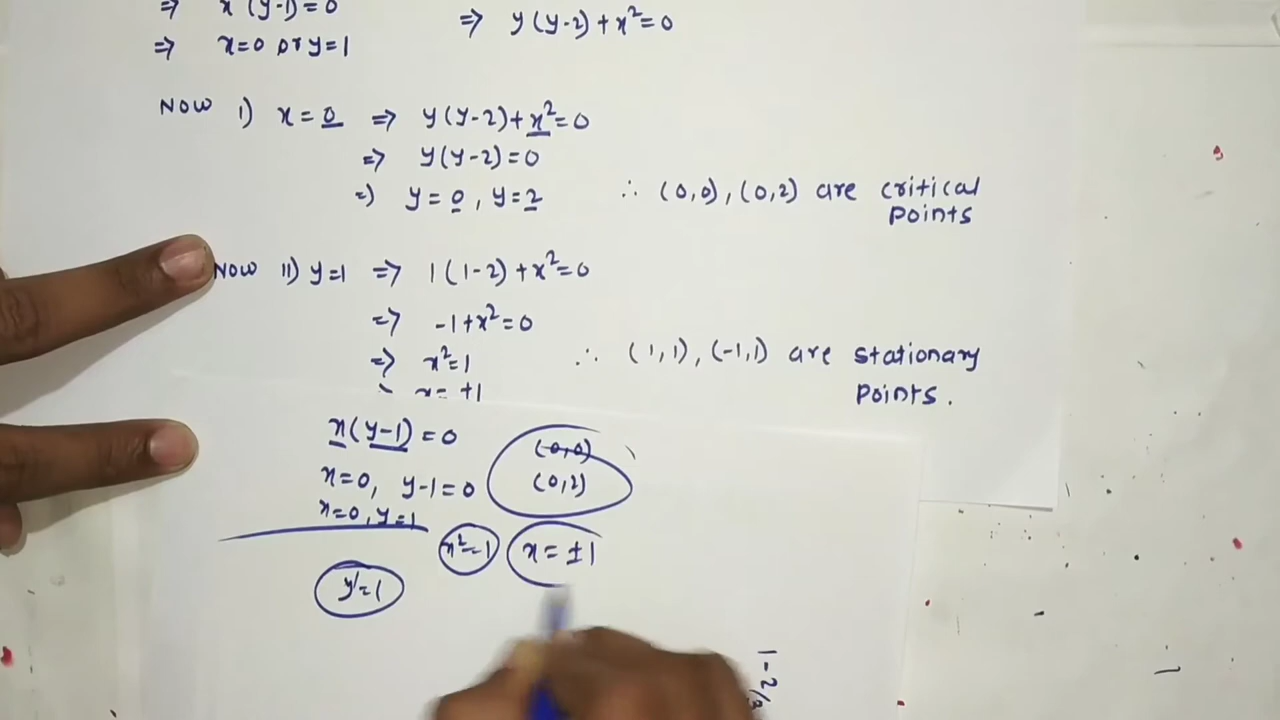 ⇒ x (y-1) = 0
⇒ y (y-2) + x² = 0
⇒ x=0 or y=1
NOW i) x = 0 ⇒ y (y-2) + x² = 0
⇒ y (y-2) = 0
⇒ y = 0 , y = 2
∴ (0,0) , (0,2) are critical
points
NOW ii) y=1 ⇒ 1 (1-2) + x² = 0
⇒ -1 + x² = 0
⇒ x² = 1
∴ (1,1) , (-1,1) are stationary
points.
x (y-1) = 0
x=0, y-1=0
x=0, y=1
(0,0)
(0,2)
x²=1
x = ±1
y=1